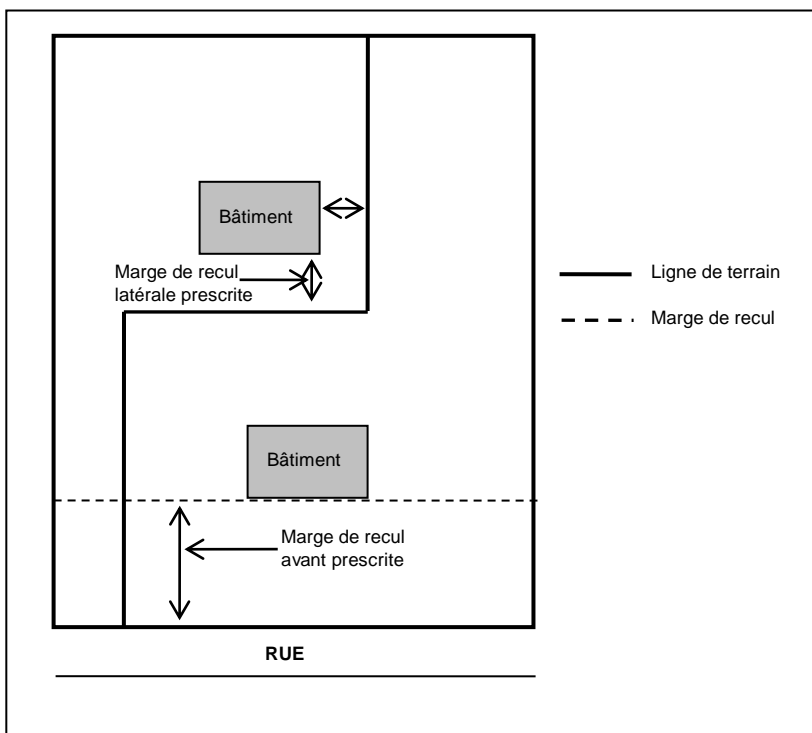 Bâtiment
Marge de recul
latérale prescrite
Ligne de terrain
Marge de recul
Bâtiment
Marge de recul
avant prescrite
RUE